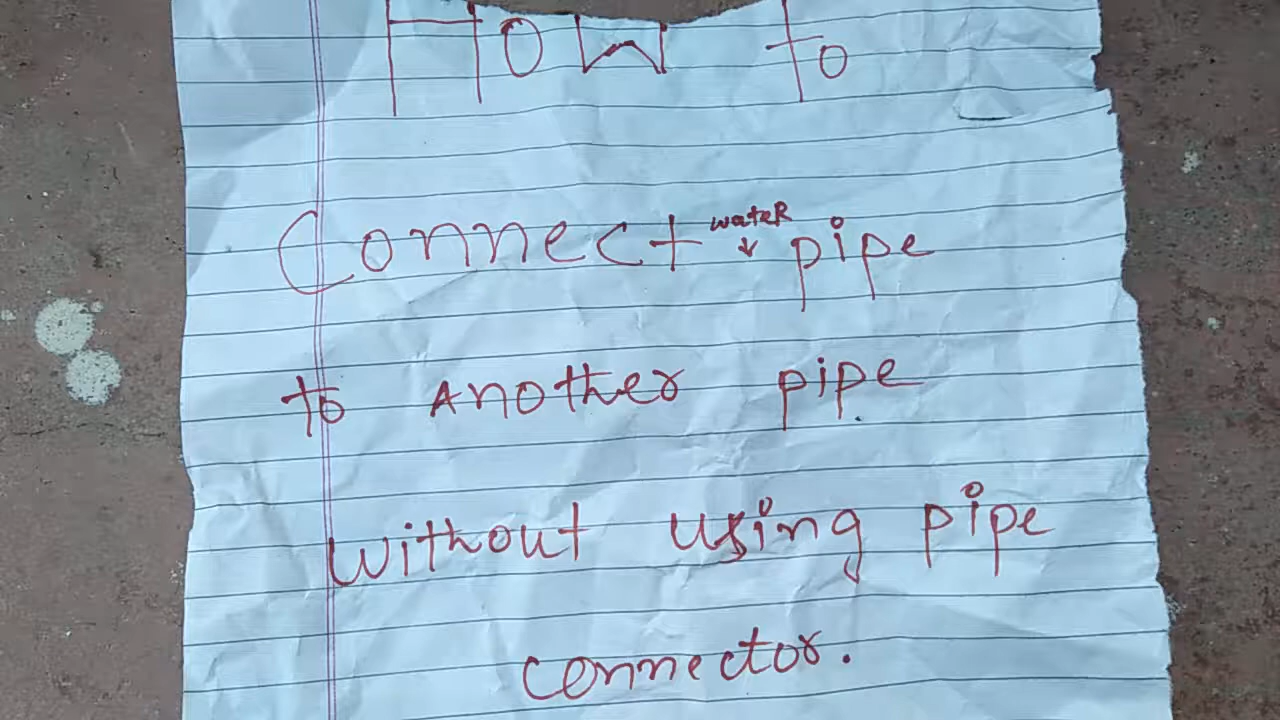 How to
Connect water pipe
to Another pipe
without using pipe
connector.